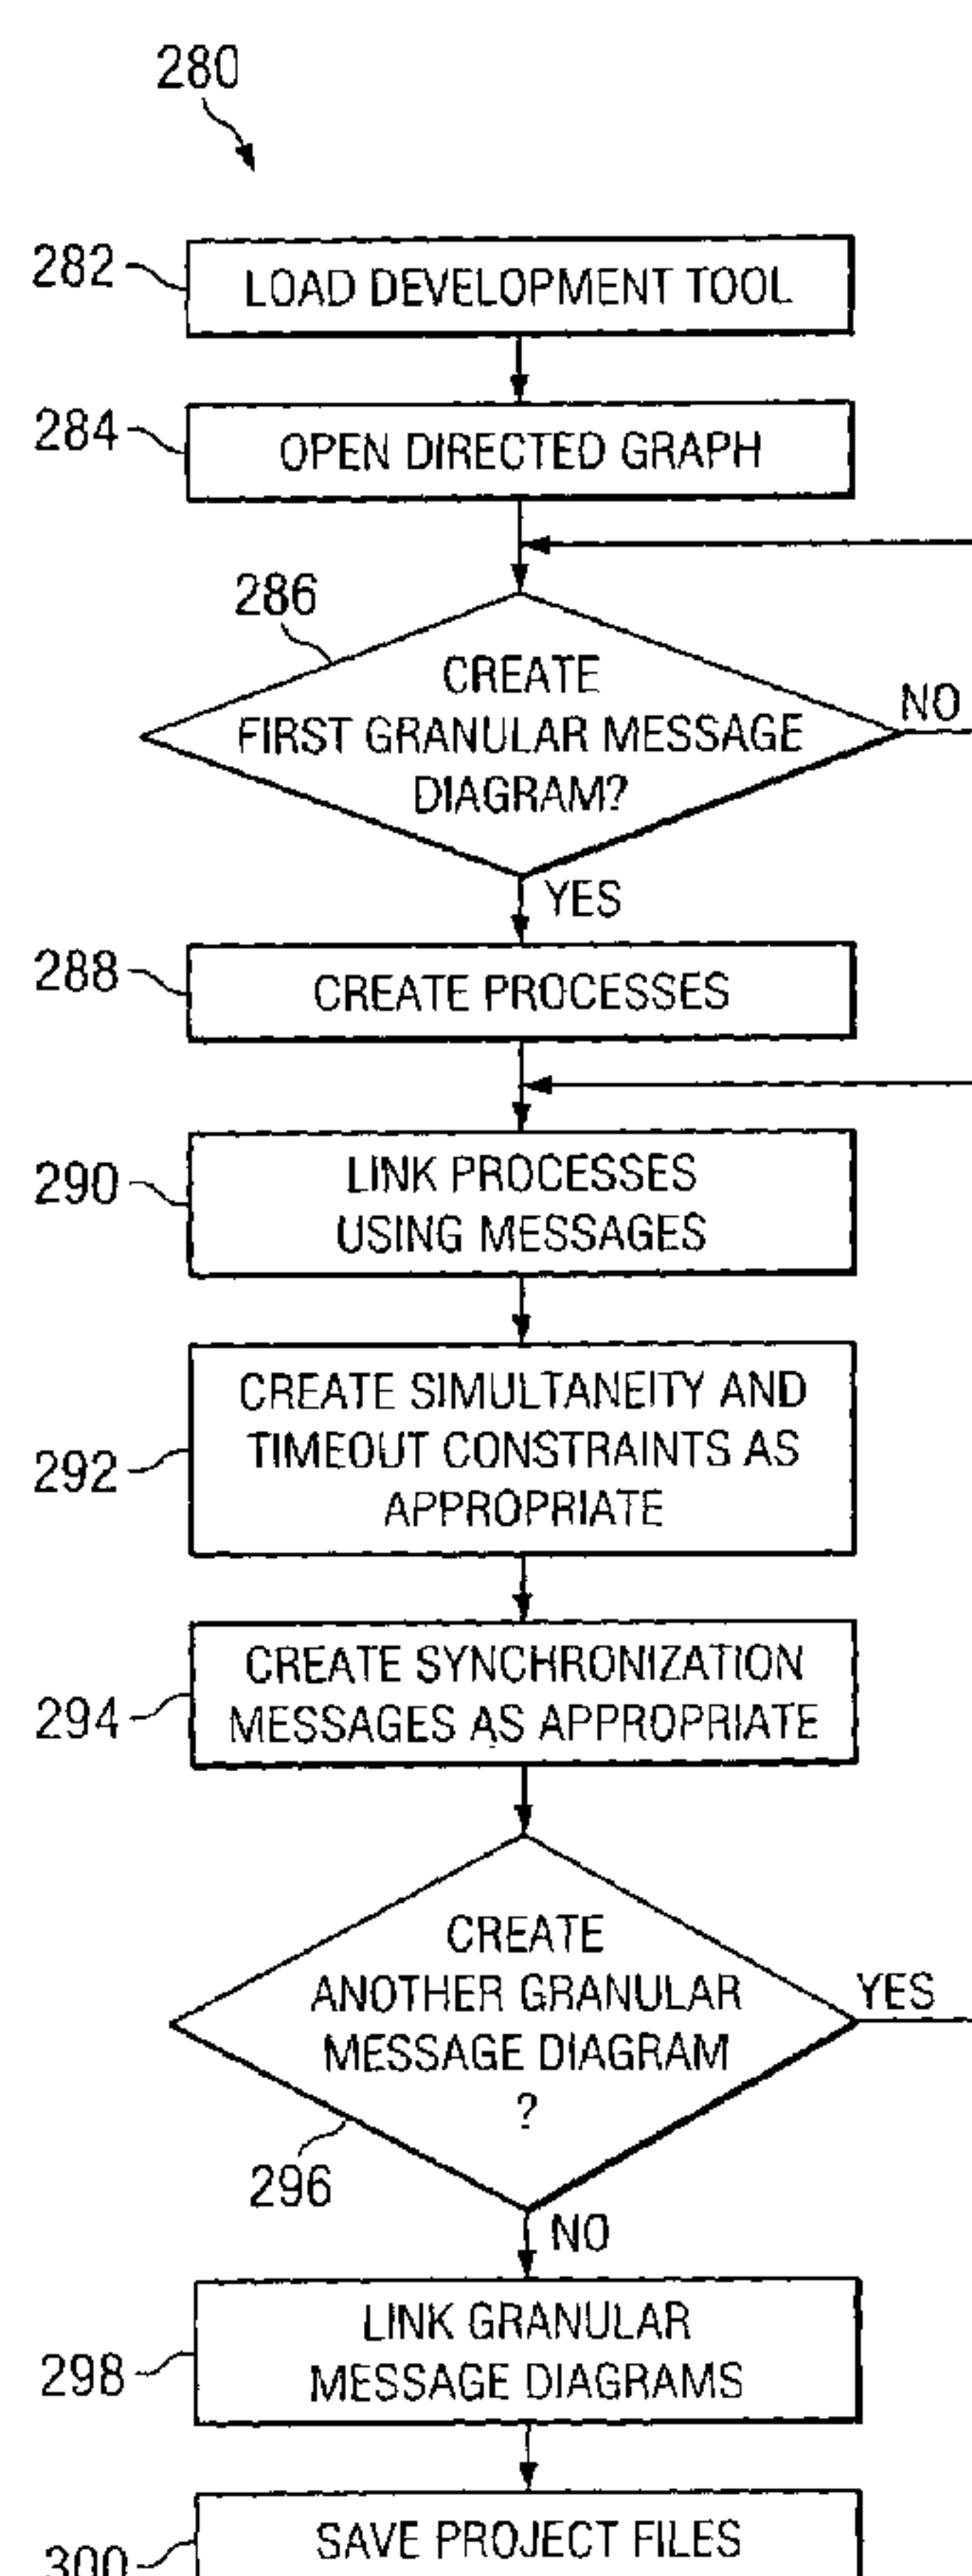 280
282
LOAD DEVELOPMENT TOOL
284
OPEN DIRECTED GRAPH
286
CREATE
FIRST GRANULAR MESSAGE
DIAGRAM?
NO
YES
288
CREATE PROCESSES
290
LINK PROCESSES
USING MESSAGES
292
CREATE SIMULTANEITY AND
TIMEOUT CONSTRAINTS AS
APPROPRIATE
294
CREATE SYNCHRONIZATION
MESSAGES AS APPROPRIATE
CREATE
ANOTHER GRANULAR
MESSAGE DIAGRAM
?
YES
296
NO
298
LINK GRANULAR
MESSAGE DIAGRAMS
300
SAVE PROJECT FILES